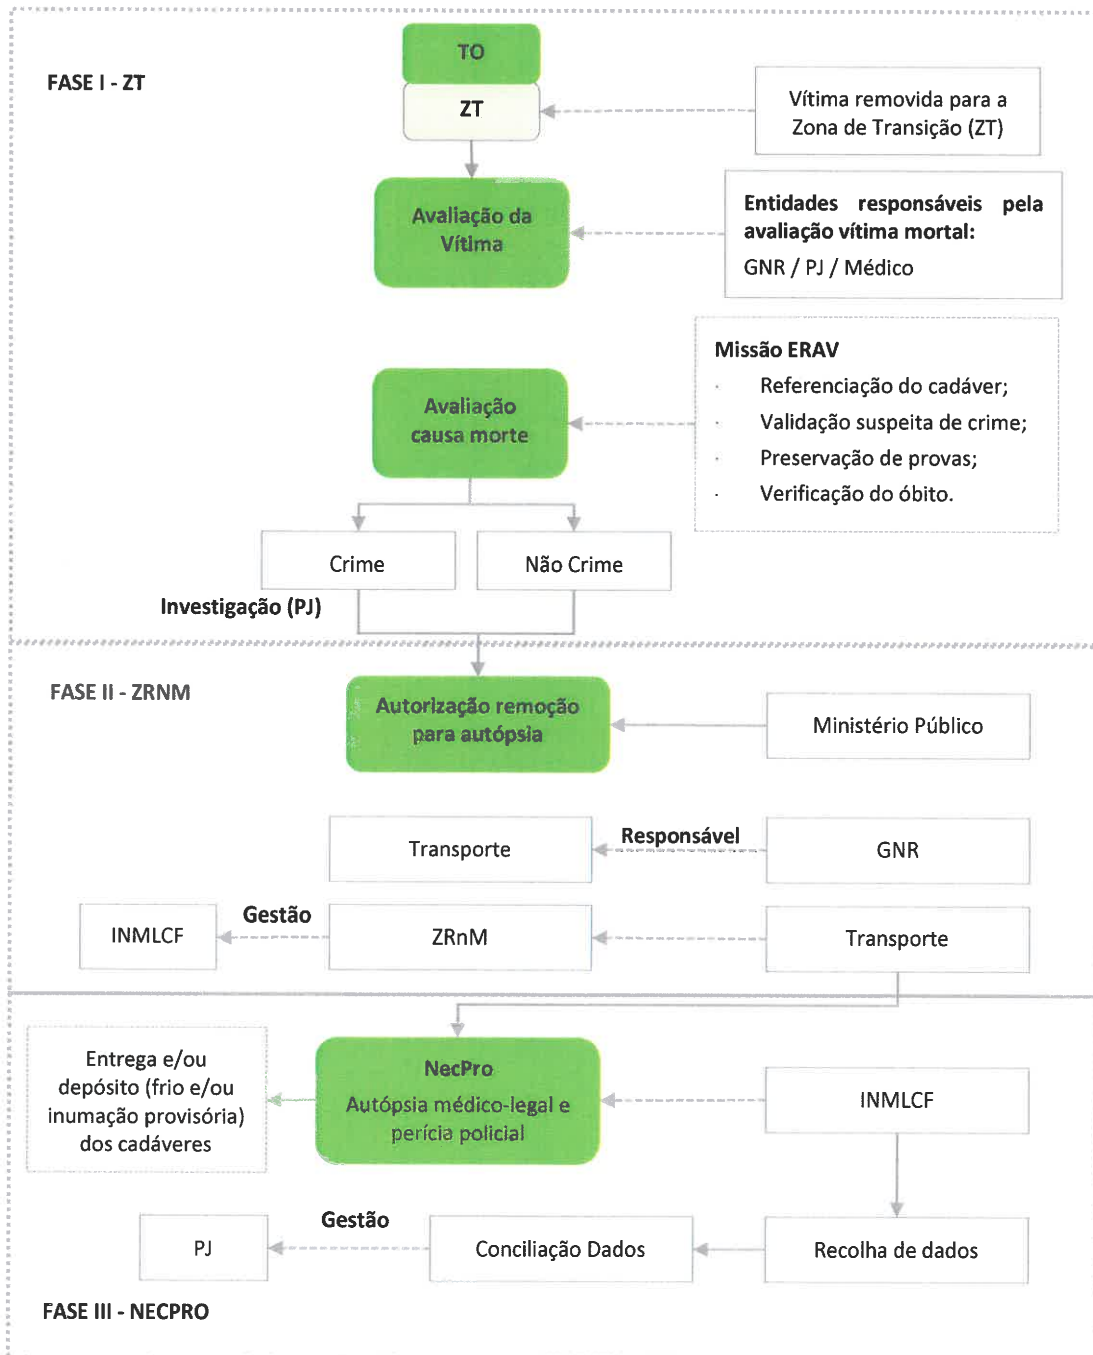 TO
FASE I - ZT
ZT
Vítima removida para a
Zona de Transição (ZT)
Avaliação da
Vítima
Entidades responsáveis pela
avaliação vítima mortal:
GNR / PJ / Médico
Missão ERAV
· Referenciação do cadáver;
· Validação suspeita de crime;
· Preservação de provas;
· Verificação do óbito.
Avaliação
causa morte
Crime
Não Crime
Investigação (PJ)
FASE II - ZRNM
Autorização remoção
para autópsia
Ministério Público
Transporte
Responsável
GNR
INMLCF
Gestão
ZRnM
Transporte
Entrega e/ou
depósito (frio e/ou
inumação provisória)
dos cadáveres
NecPro
Autópsia médico-legal e
perícia policial
INMLCF
PJ
Gestão
Conciliação Dados
Recolha de dados
FASE III - NECPRO